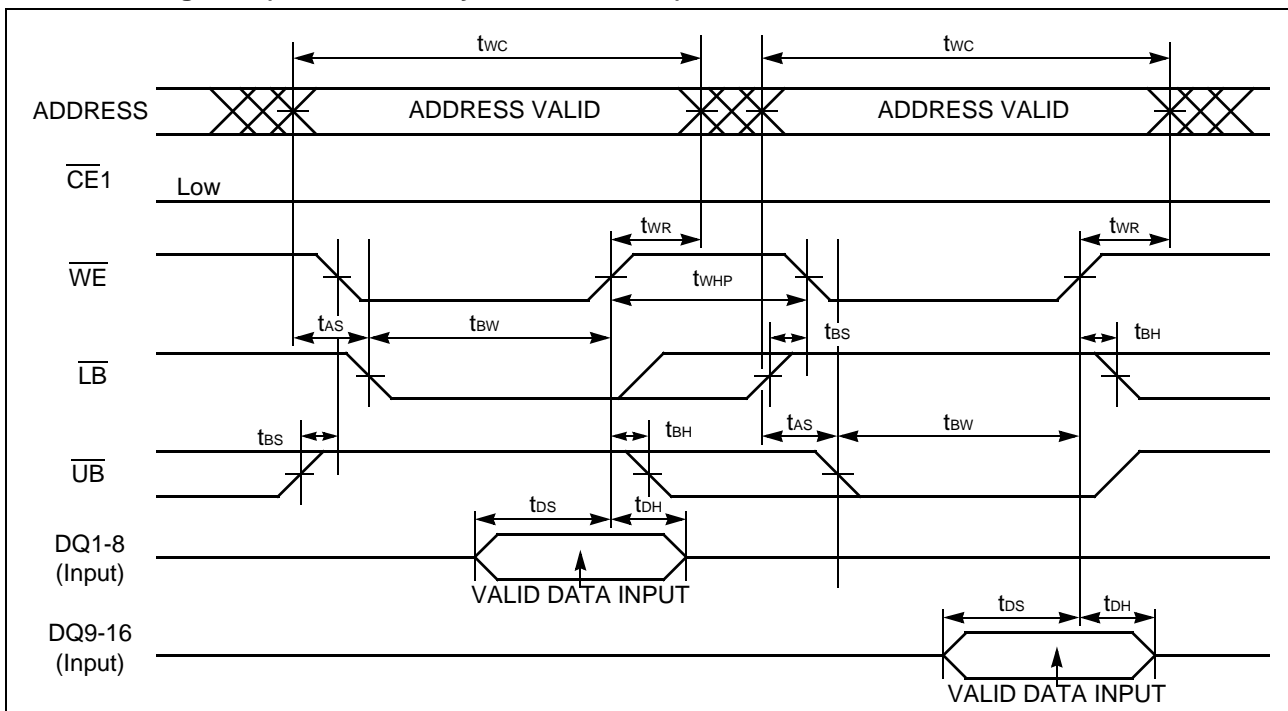 tWC tWC
ADDRESS ADDRESS VALID ADDRESS VALID
CE1 Low
tWR tWR
WE tWHP
tAS tBW tBS tBH
LB
tBS tBH tAS tBW
UB
tDS tDH
DQ1-8
(Input)
VALID DATA INPUT
tDS tDH
DQ9-16
(Input)
VALID DATA INPUT